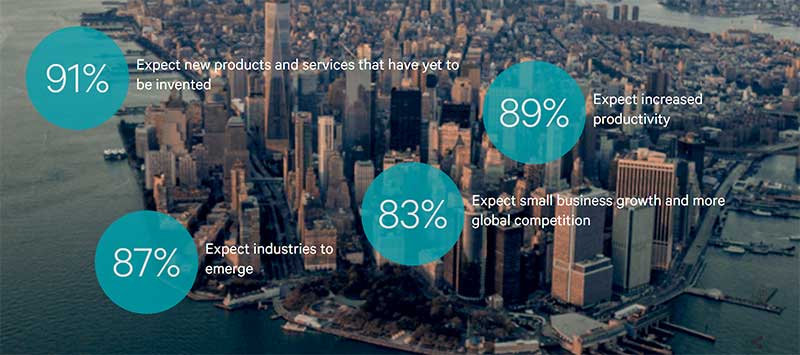 91%
Expect new products and services that have yet to
be invented
89%
Expect increased
productivity
83%
Expect small business growth and more
global competition
87%
Expect industries to
emerge